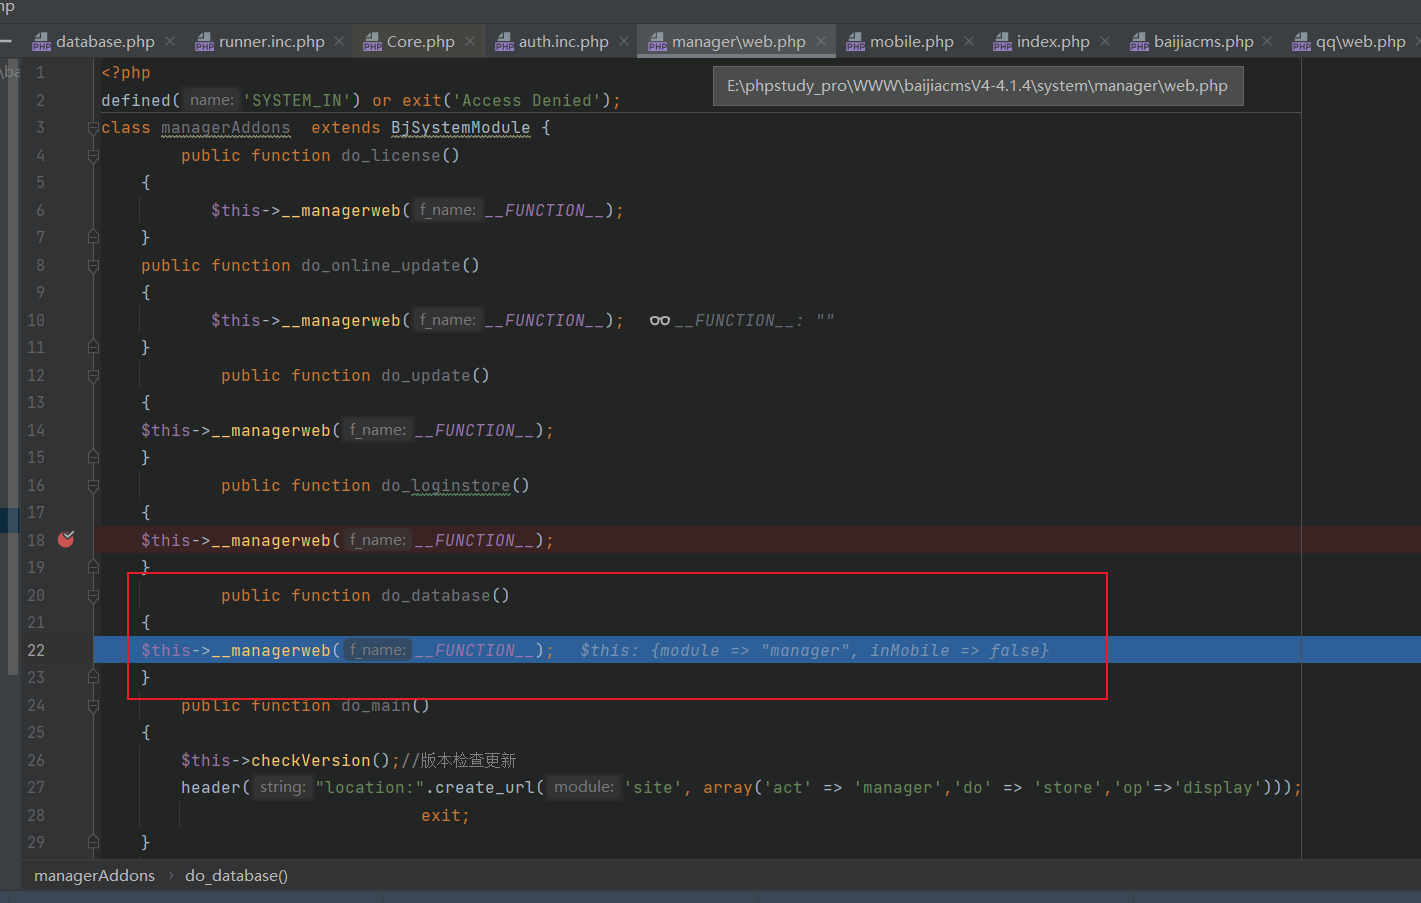 hp
database.php
runner.inc.php
Core.php
auth.inc.php
manager\web.php
mobile.php
index.php
baijiacms.php
qq\web.php
\ba
E:\phpstudy_pro\WWW\baijiacmsV4-4.1.4\system\manager\web.php
1 <?php
2 defined( name: 'SYSTEM_IN') or exit('Access Denied');
3 class managerAddons extends BjSystemModule {
4 public function do_license()
5 {
6 $this->__managerweb( f_name: __FUNCTION__);
7 }
8 public function do_online_update()
9 {
10 $this->__managerweb( f_name: __FUNCTION__); __FUNCTION__: ""
11 }
12 public function do_update()
13 {
14 $this->__managerweb( f_name: __FUNCTION__);
15 }
16 public function do_loginstore()
17 {
18 $this->__managerweb( f_name: __FUNCTION__);
19 }
20 public function do_database()
21 {
22 $this->__managerweb( f_name: __FUNCTION__); $this: {module => "manager", inMobile => false}
23 }
24 public function do_main()
25 {
26 $this->checkVersion();//版本检查更新
27 header( string: "location:".create_url( module: 'site', array('act' => 'manager','do' => 'store','op'=>'display')));
28 exit;
29 }
managerAddons › do_database()